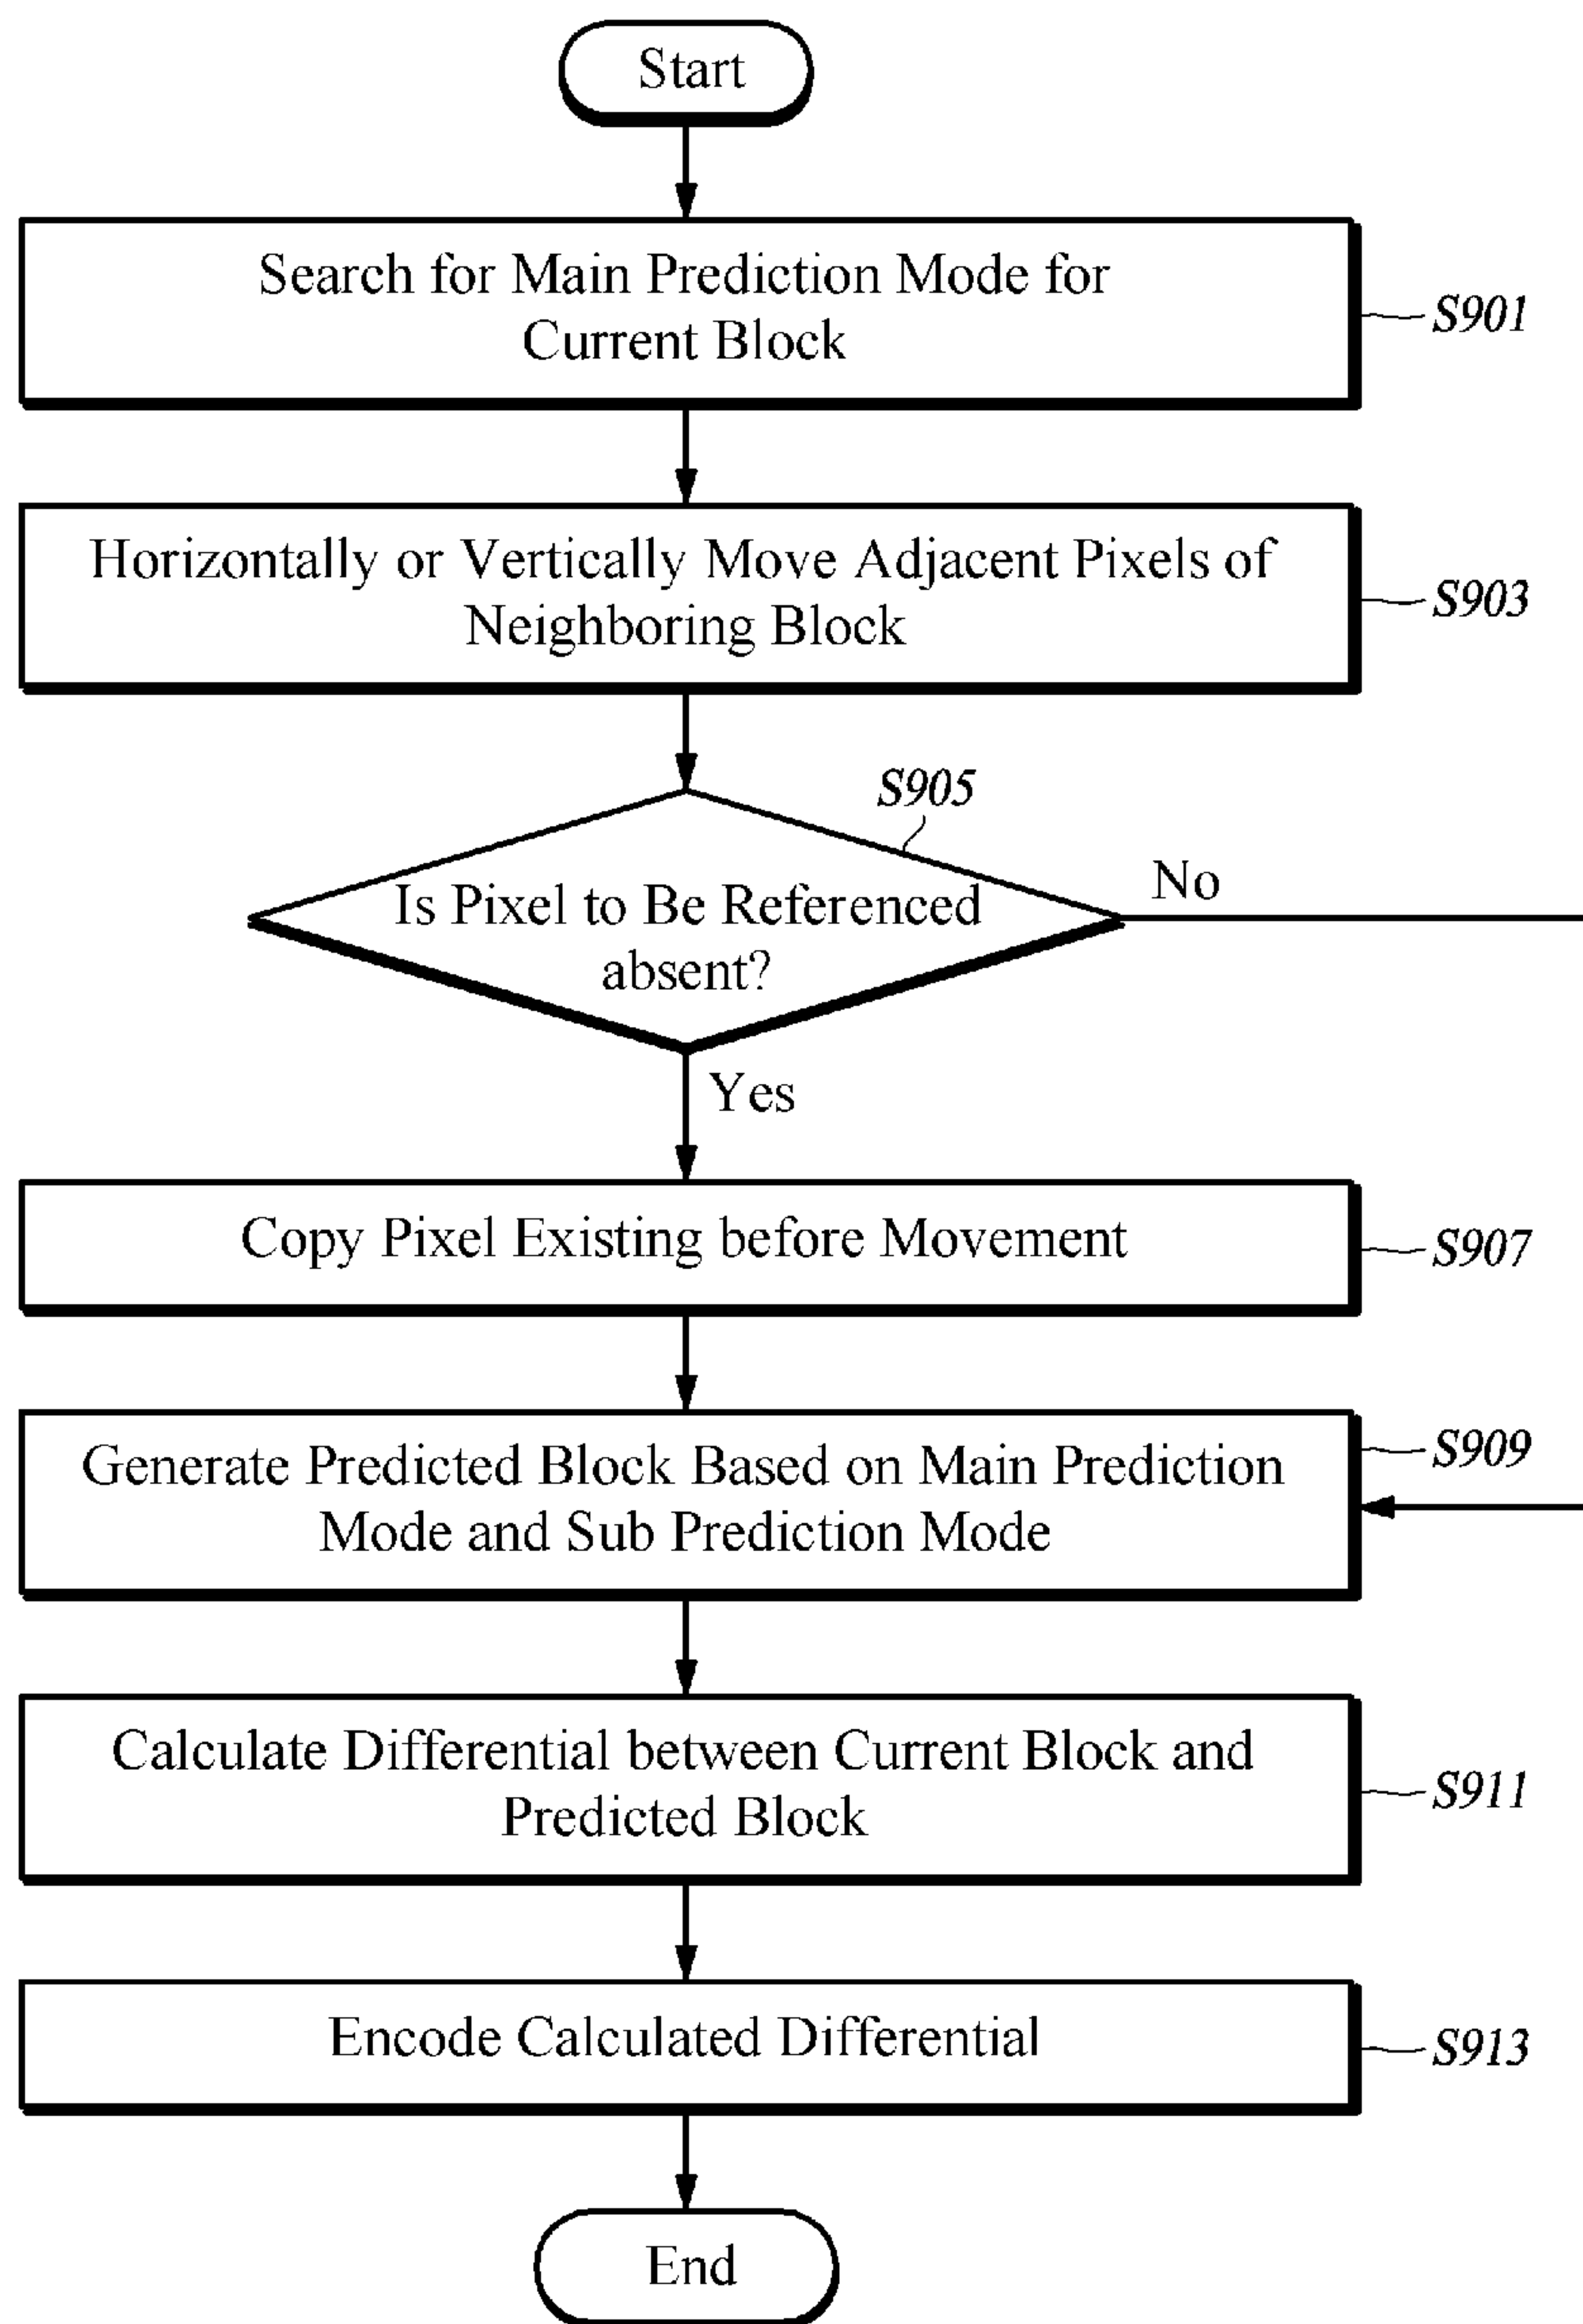 Start
Search for Main Prediction Mode for
Current Block
S901
Horizontally or Vertically Move Adjacent Pixels of
Neighboring Block
S903
S905
Is Pixel to Be Referenced
absent?
No
Yes
Copy Pixel Existing before Movement
S907
Generate Predicted Block Based on Main Prediction
Mode and Sub Prediction Mode
S909
Calculate Differential between Current Block and
Predicted Block
S911
Encode Calculated Differential
S913
End